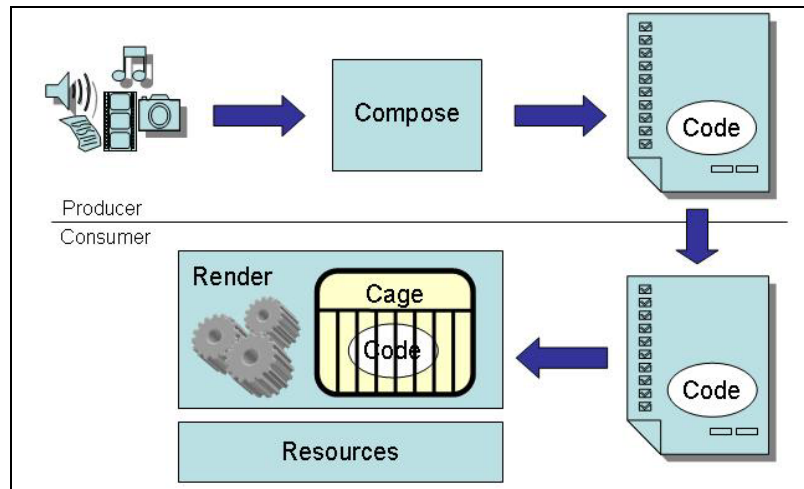 Compose
Code
Producer
Consumer
Render
Cage
Code
Code
Resources